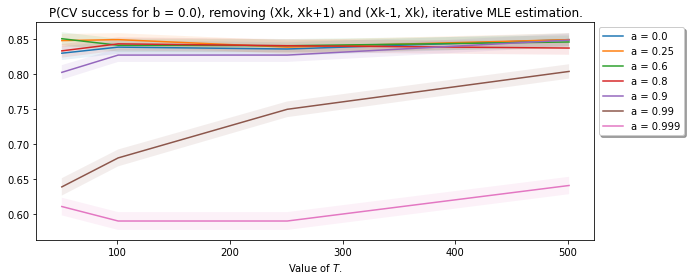 P(CV success for b = 0.0), removing (Xk, Xk+1) and (Xk-1, Xk), iterative MLE estimation.
0.85
0.80
0.75
0.70
0.65
0.60
100
200
300
400
500
Value of T.
a = 0.0
a = 0.25
a = 0.6
a = 0.8
a = 0.9
a = 0.99
a = 0.999